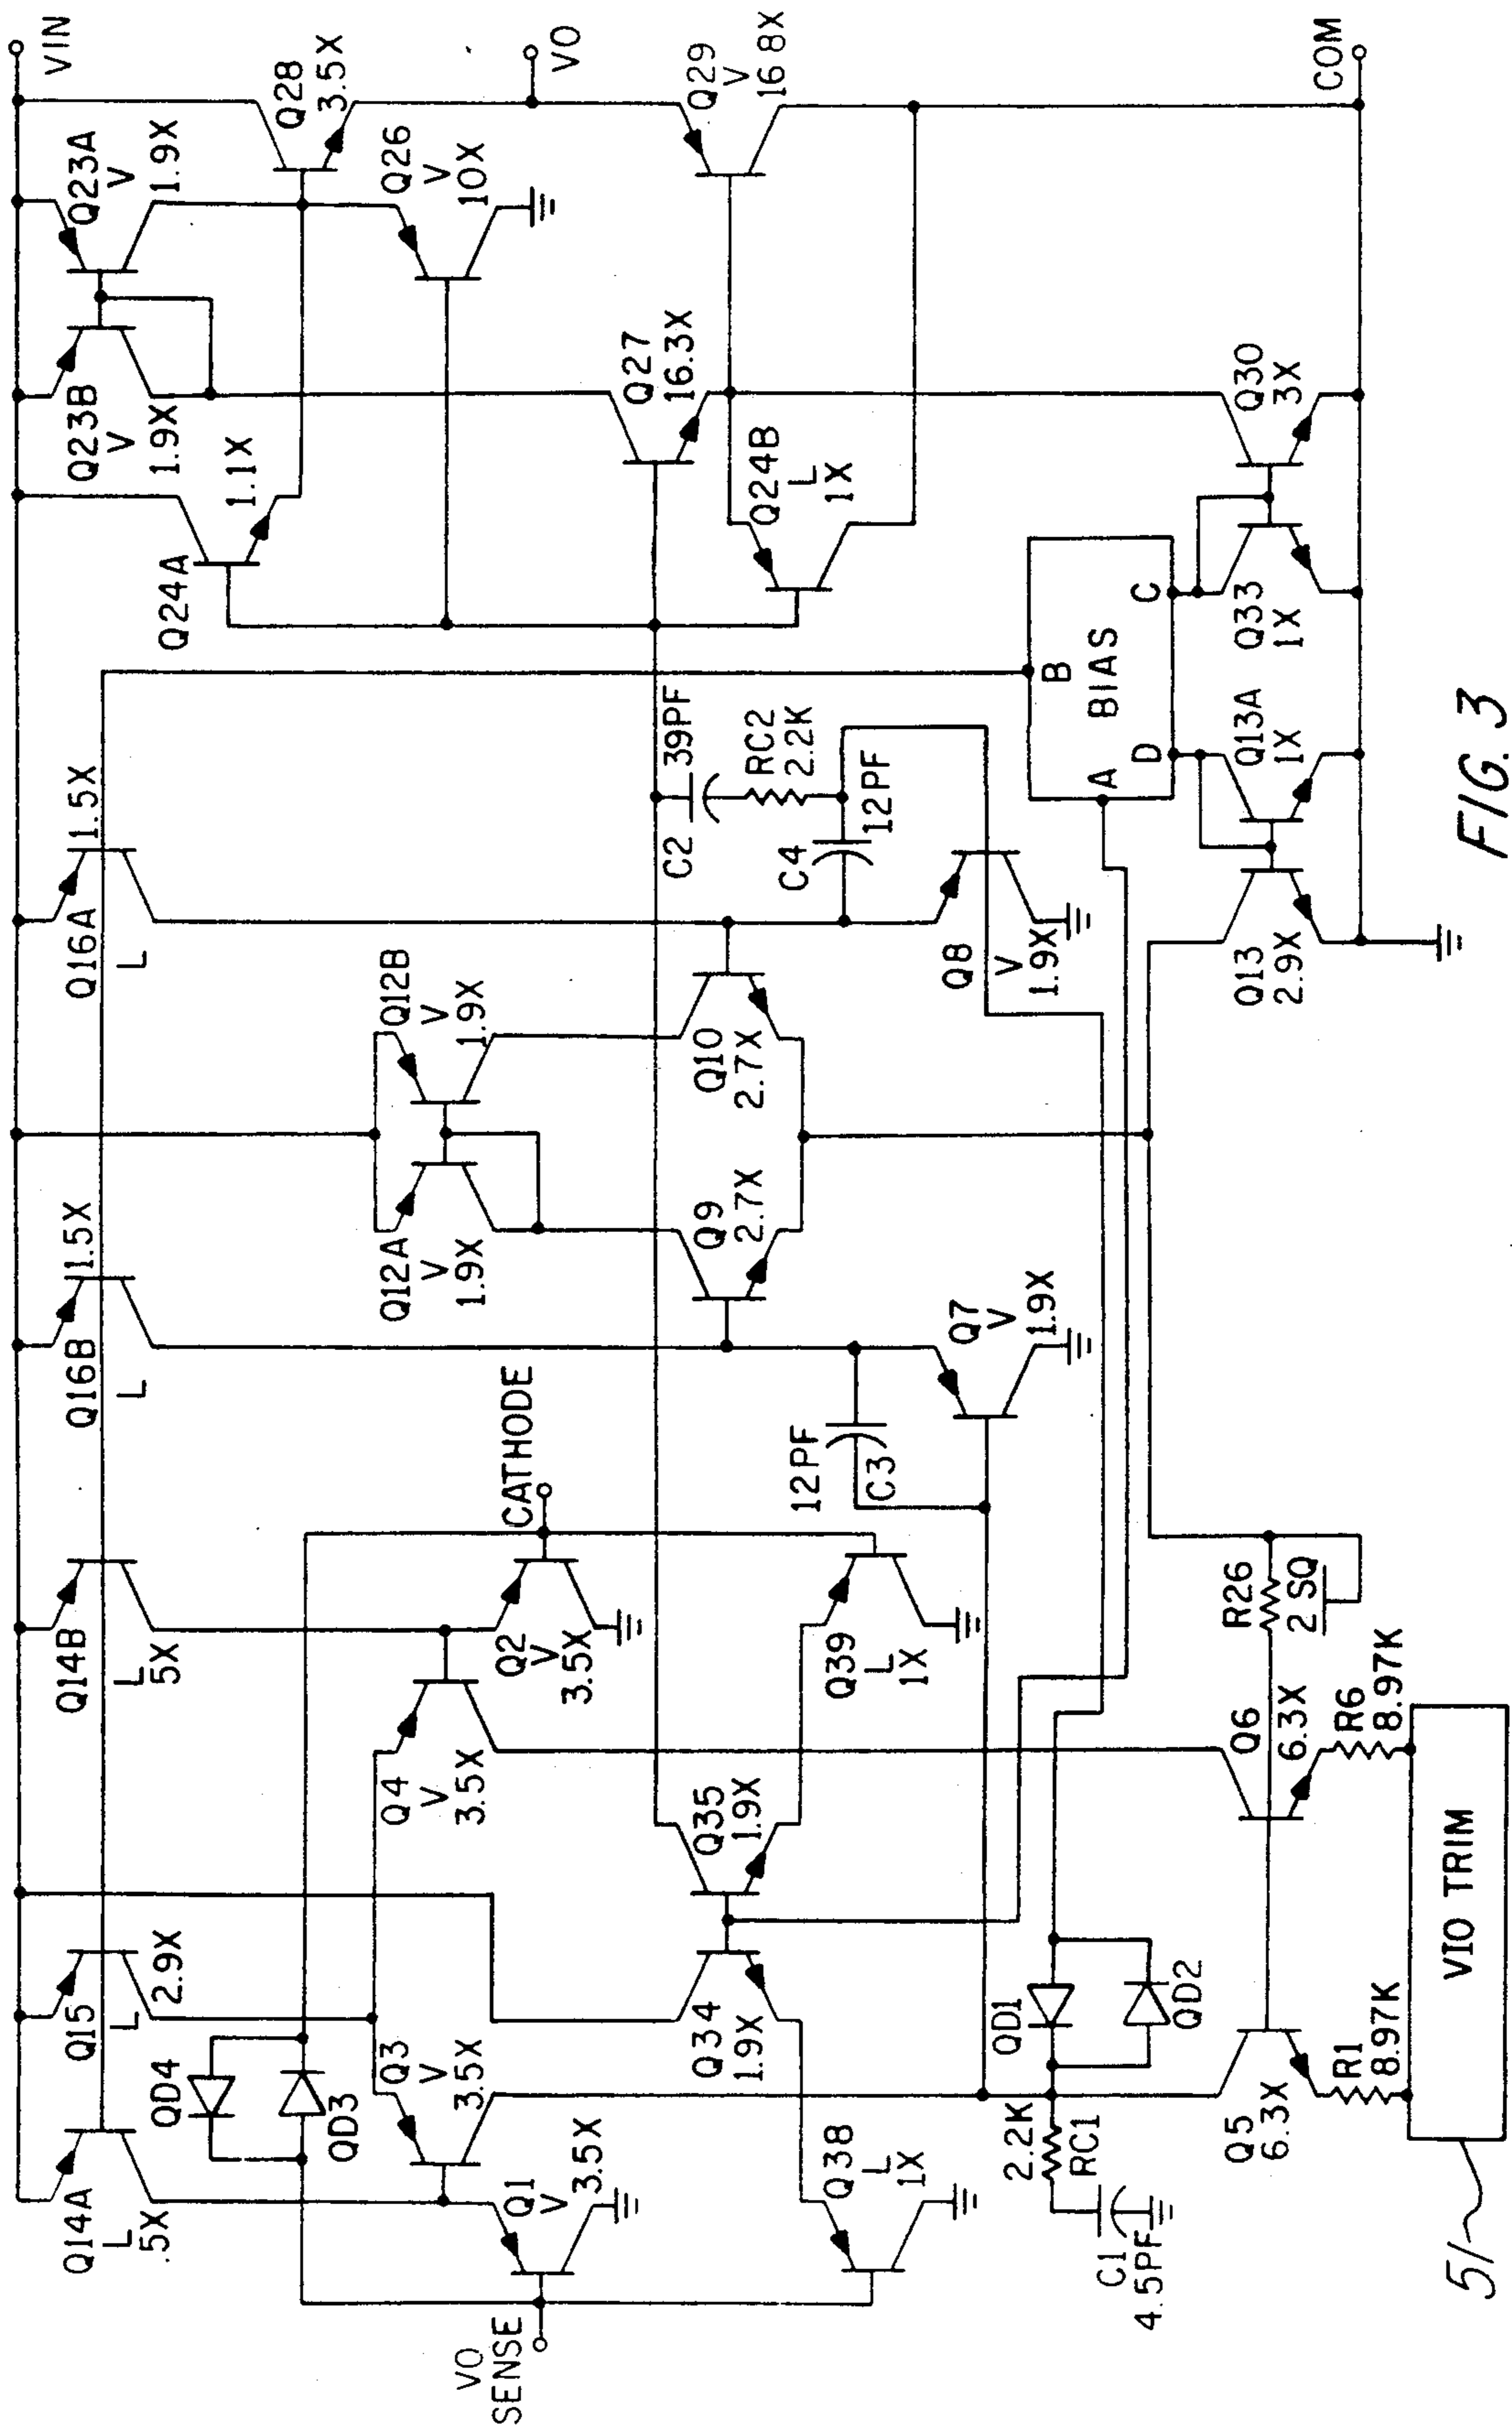 VIN
Q14A
L
.5X
Q15
L
2.9X
Q14B
L
5X
Q16B
L
1.5X
Q16A
L
1.5X
Q23B
V
1.9X
Q23A
V
1.9X
Q24A
1.1X
Q28
3.5X
QD4
QD3
Q3
V
3.5X
Q4
V
3.5X
Q12A
V
1.9X
Q12B
V
1.9X
Q26
V
10X
VO
VO
SENSE
Q1
V
3.5X
Q2
V
3.5X
CATHODE
Q34
1.9X
Q35
1.9X
Q9
2.7X
Q10
2.7X
C2
39PF
RC2
2.2K
Q27
16.3X
Q24B
L
1X
Q29
V
168X
Q38
L
1X
Q39
L
1X
12PF
C3
C4
12PF
Q7
V
1.9X
Q8
V
1.9X
2.2K
RC1
C1
4.5PF
QD1
QD2
A
B
BIAS
C
D
Q5
6.3X
Q6
6.3X
R26
2 SQ
Q13
2.9X
Q13A
1X
Q33
1X
Q30
3X
COM
R1
8.97K
R6
8.97K
VIO TRIM
51
FIG. 3